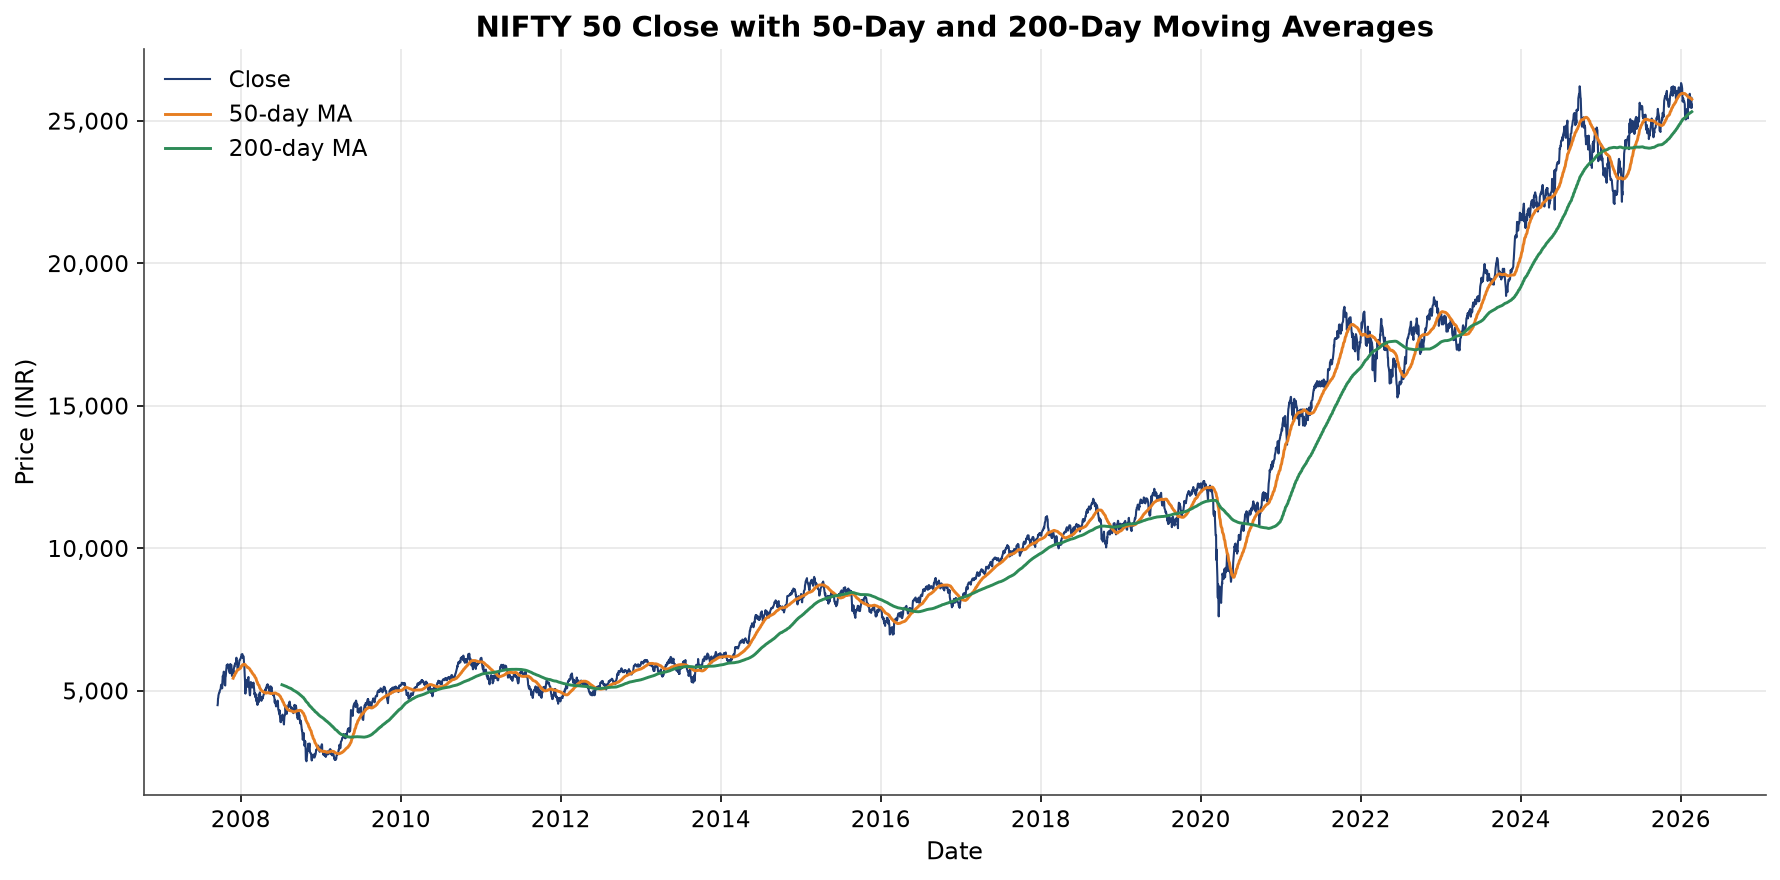 NIFTY 50 Close with 50-Day and 200-Day Moving Averages
Close
50-day MA
200-day MA
25,000
20,000
15,000
10,000
5,000
Price (INR)
2008 2010 2012 2014 2016 2018 2020 2022 2024 2026
Date